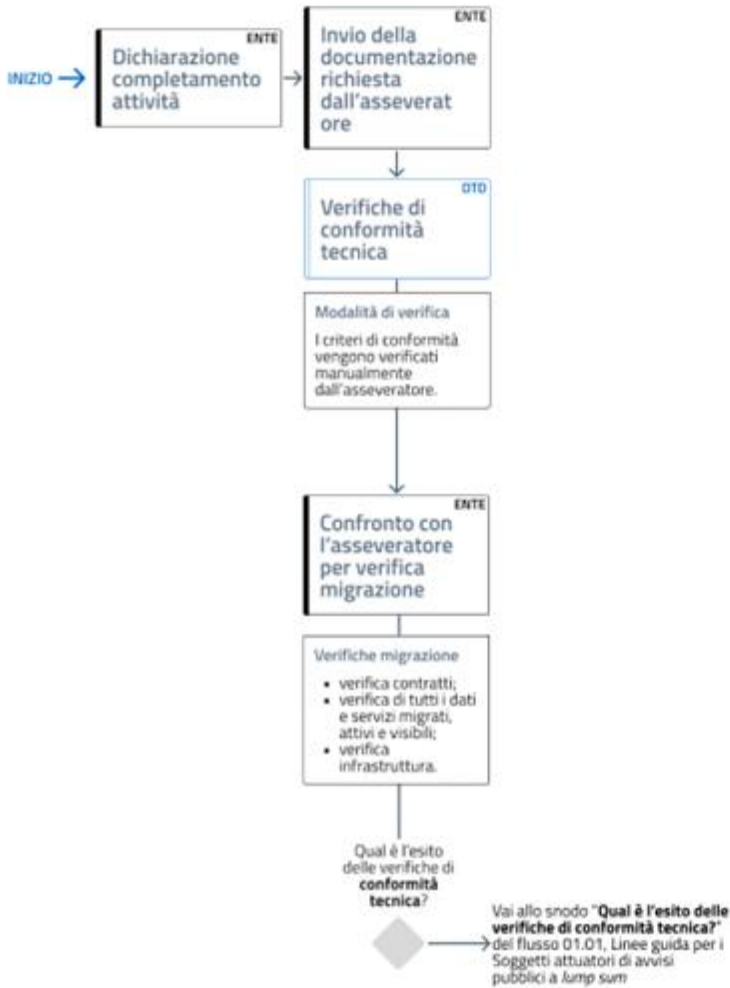 INIZIO
ENTE
Dichiarazione
completamento
attività
ENTE
Invio della
documentazione
richiesta
dall'asseverat
ore
DTD
Verifiche di
conformità
tecnica
Modalità di verifica
I criteri di conformità
vengono verificati
manualmente
dall'asseveratore.
ENTE
Confronto con
l'asseveratore
per verifica
migrazione
Verifiche migrazione
• verifica contratti;
• verifica di tutti i dati
e servizi migrati,
attivi e visibili;
• verifica
infrastruttura.
Qual è l'esito
delle verifiche di
conformità
tecnica?
Vai allo snodo "Qual è l'esito delle
verifiche di conformità tecnica?"
del flusso 01.01, Linee guida per i
Soggetti attuatori di avvisi
pubblici a lump sum